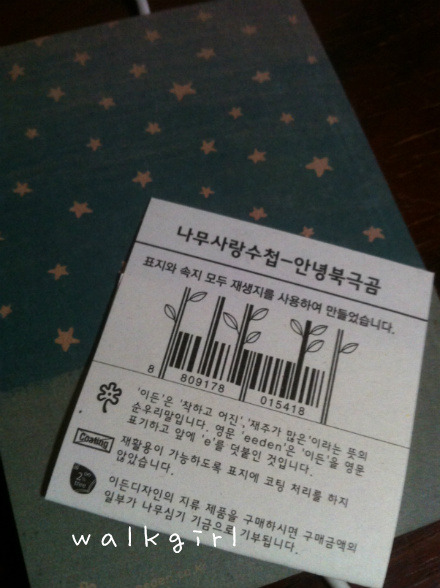 나무사랑수첩-안녕북극곰
표지와 속지 모두 재생지를 사용하여 만들었습니다.
8 809178 015418
'이든'은 '착하고 어진', '재주가 많은'이라는 뜻의
순우리말입니다. 영문 'eeden'은 '이든'을 영문
표기하고 앞에 'e'를 덧붙인 것입니다.
Coating
재활용이 가능하도록 표지에 코팅 처리를 하지
않았습니다.
이든디자인의 지류 제품을 구매하시면 구매금액의
일부가 나무심기 기금으로 기부됩니다.
walkgirl